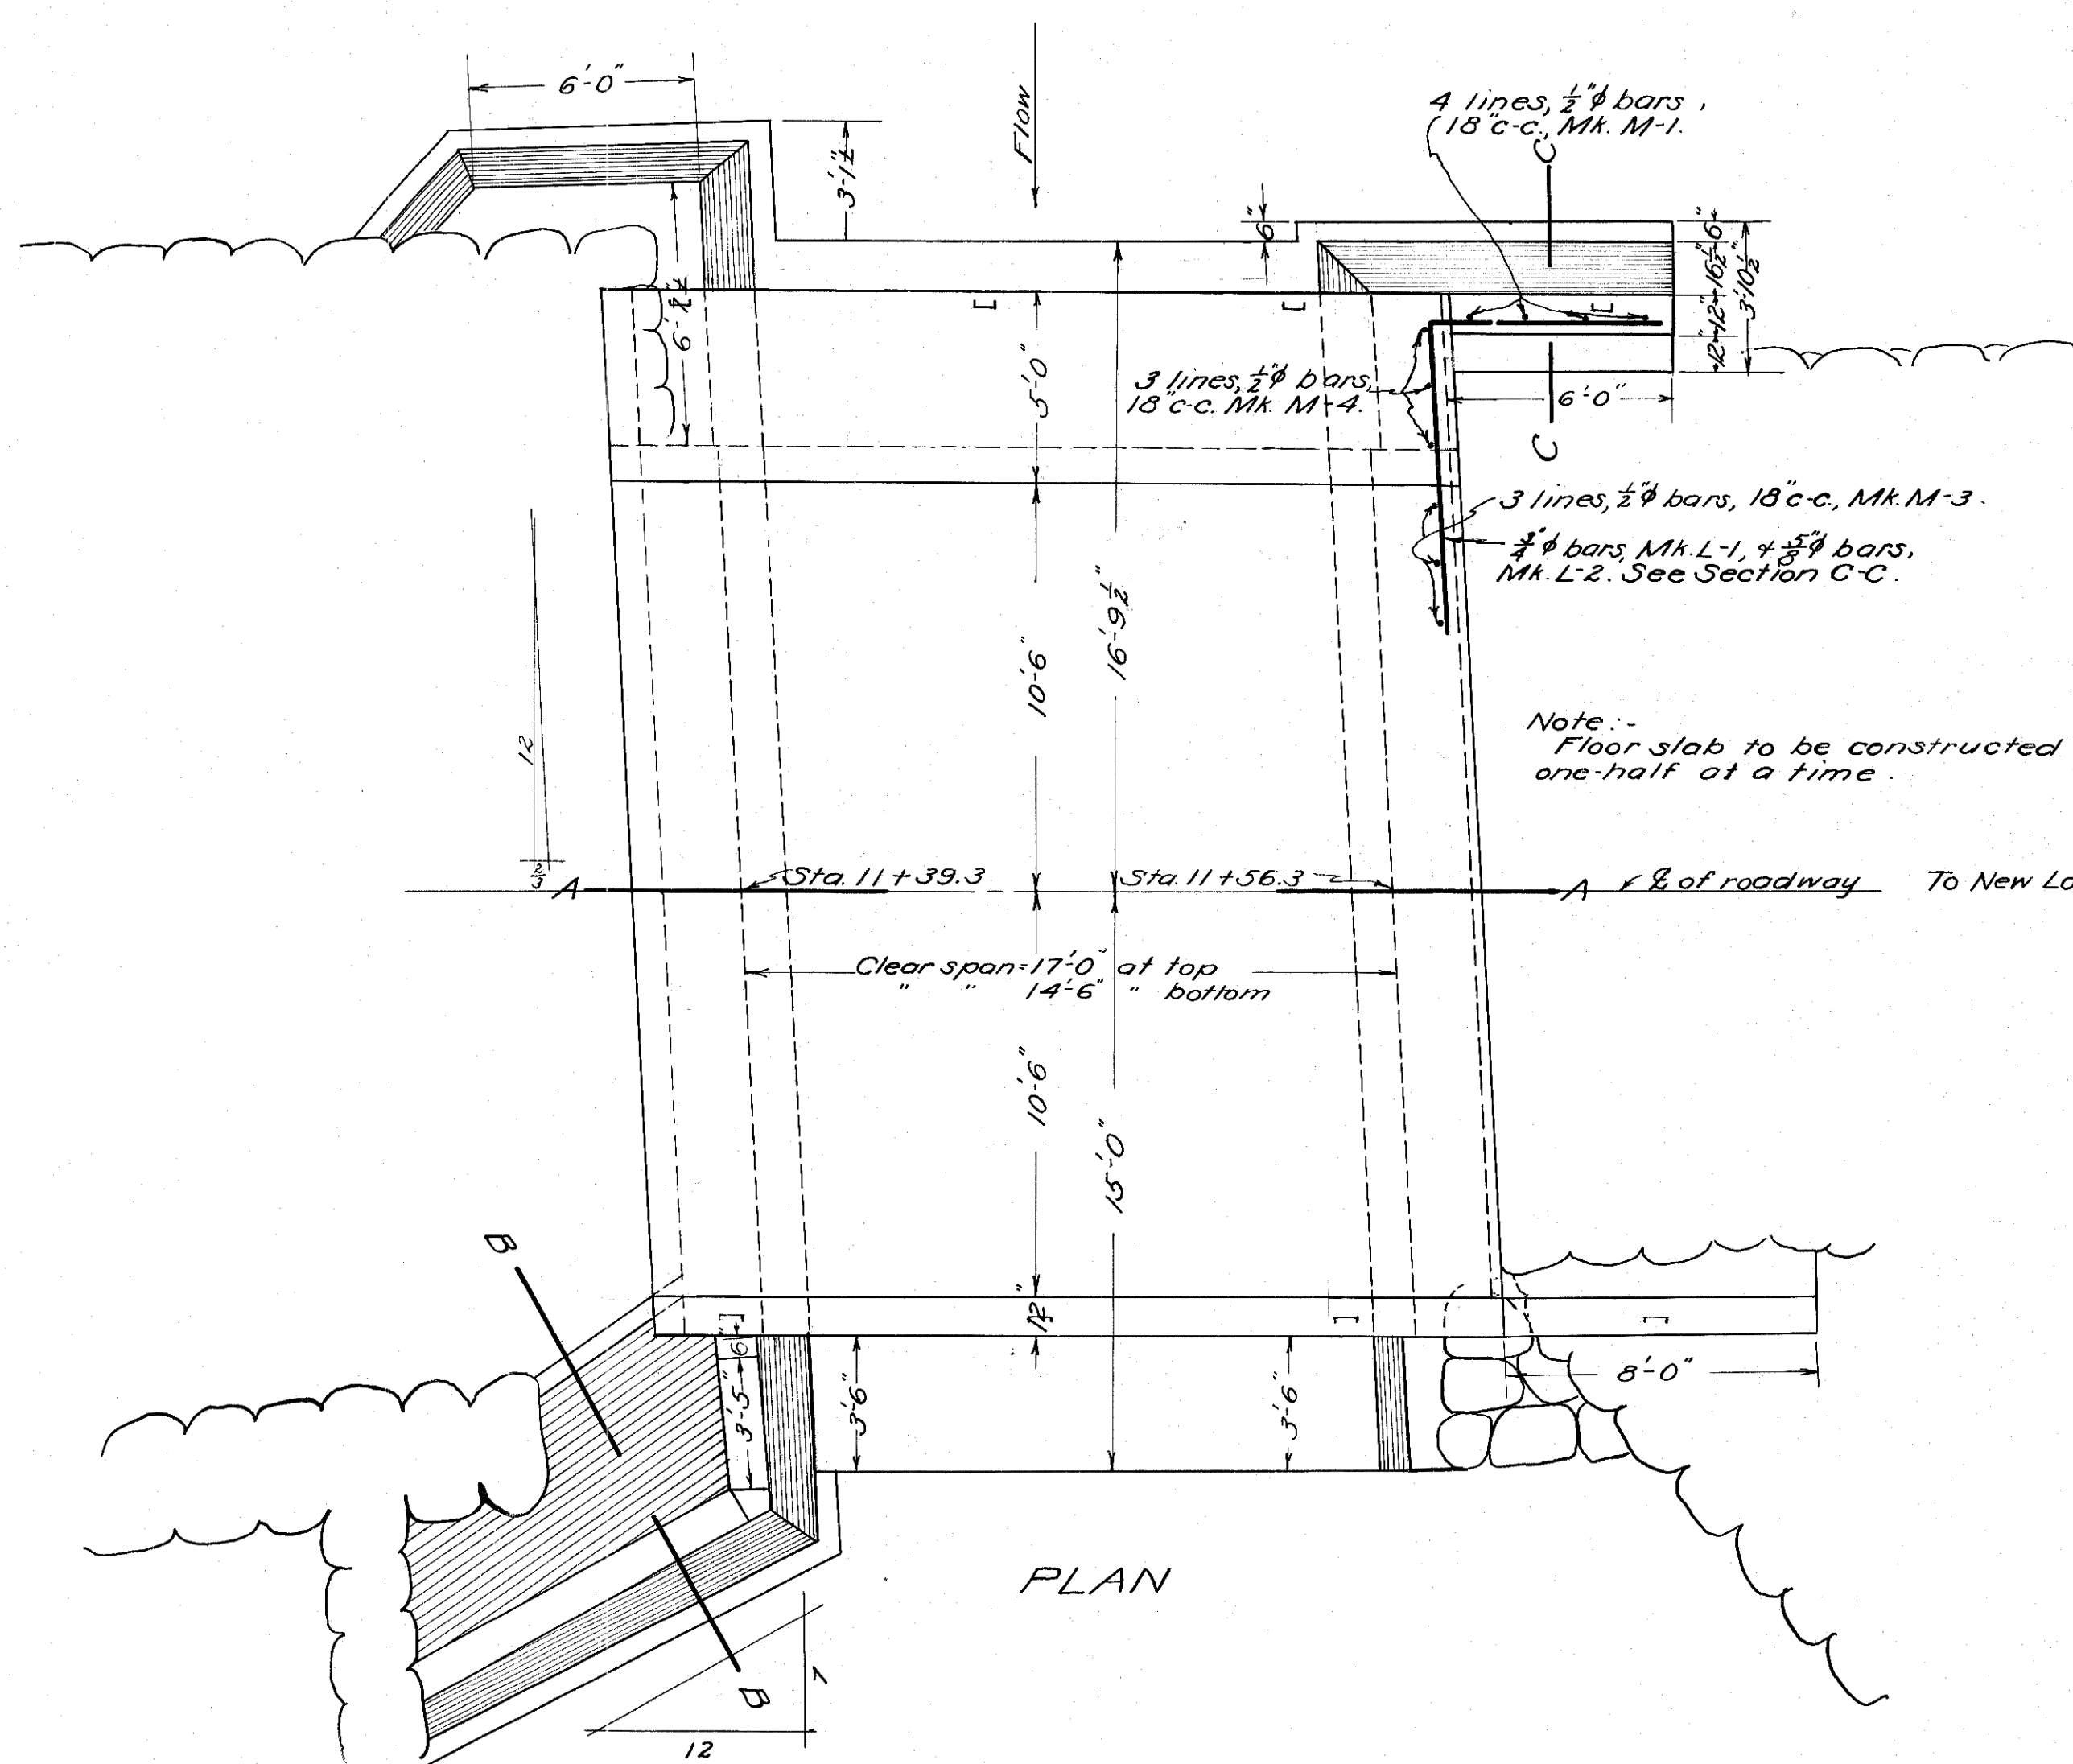 6'-0"
3'-1½"
Flow
4 lines, ½"φ bars,
18"c-c., Mk. M-1.
C
6"
6"
16½"
12"
12"
3'-10½"
5'-0"
3 lines, ½"φ bars,
18"c-c. Mk. M-4.
6'-0"
C
3 lines, ½"φ bars, 18"c-c., Mk. M-3.
¾"φ bars, Mk. L-1, & ⅝"φ bars,
Mk. L-2. See Section C-C.
10'-6"
16'-9½"
12
⅔
Note:-
Floor slab to be constructed
one-half at a time.
A
Sta. 11+39.3
Sta. 11+56.3
A
℄ of roadway
To New Lo
Clear span=17'-0" at top
" " 14'-6" " bottom
10'-6"
15'-0"
B
12"
6"
3'-5"
3'-6"
3'-6"
8'-0"
B
7
12
PLAN